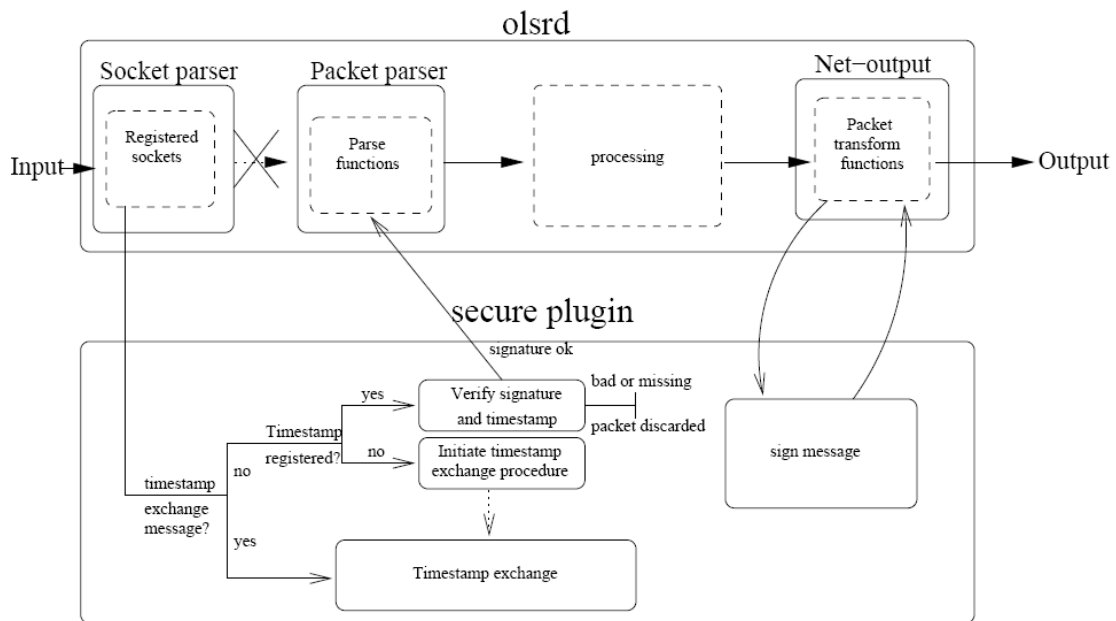 olsrd
Socket parser
Packet parser
Net-output
Input
Registered
sockets
Parse
functions
processing
Packet
transform
functions
Output
secure plugin
signature ok
yes
Verify signature
and timestamp
bad or missing
packet discarded
Timestamp
registered?
no
Initiate timestamp
exchange procedure
sign message
no
timestamp
exchange
message?
yes
Timestamp exchange